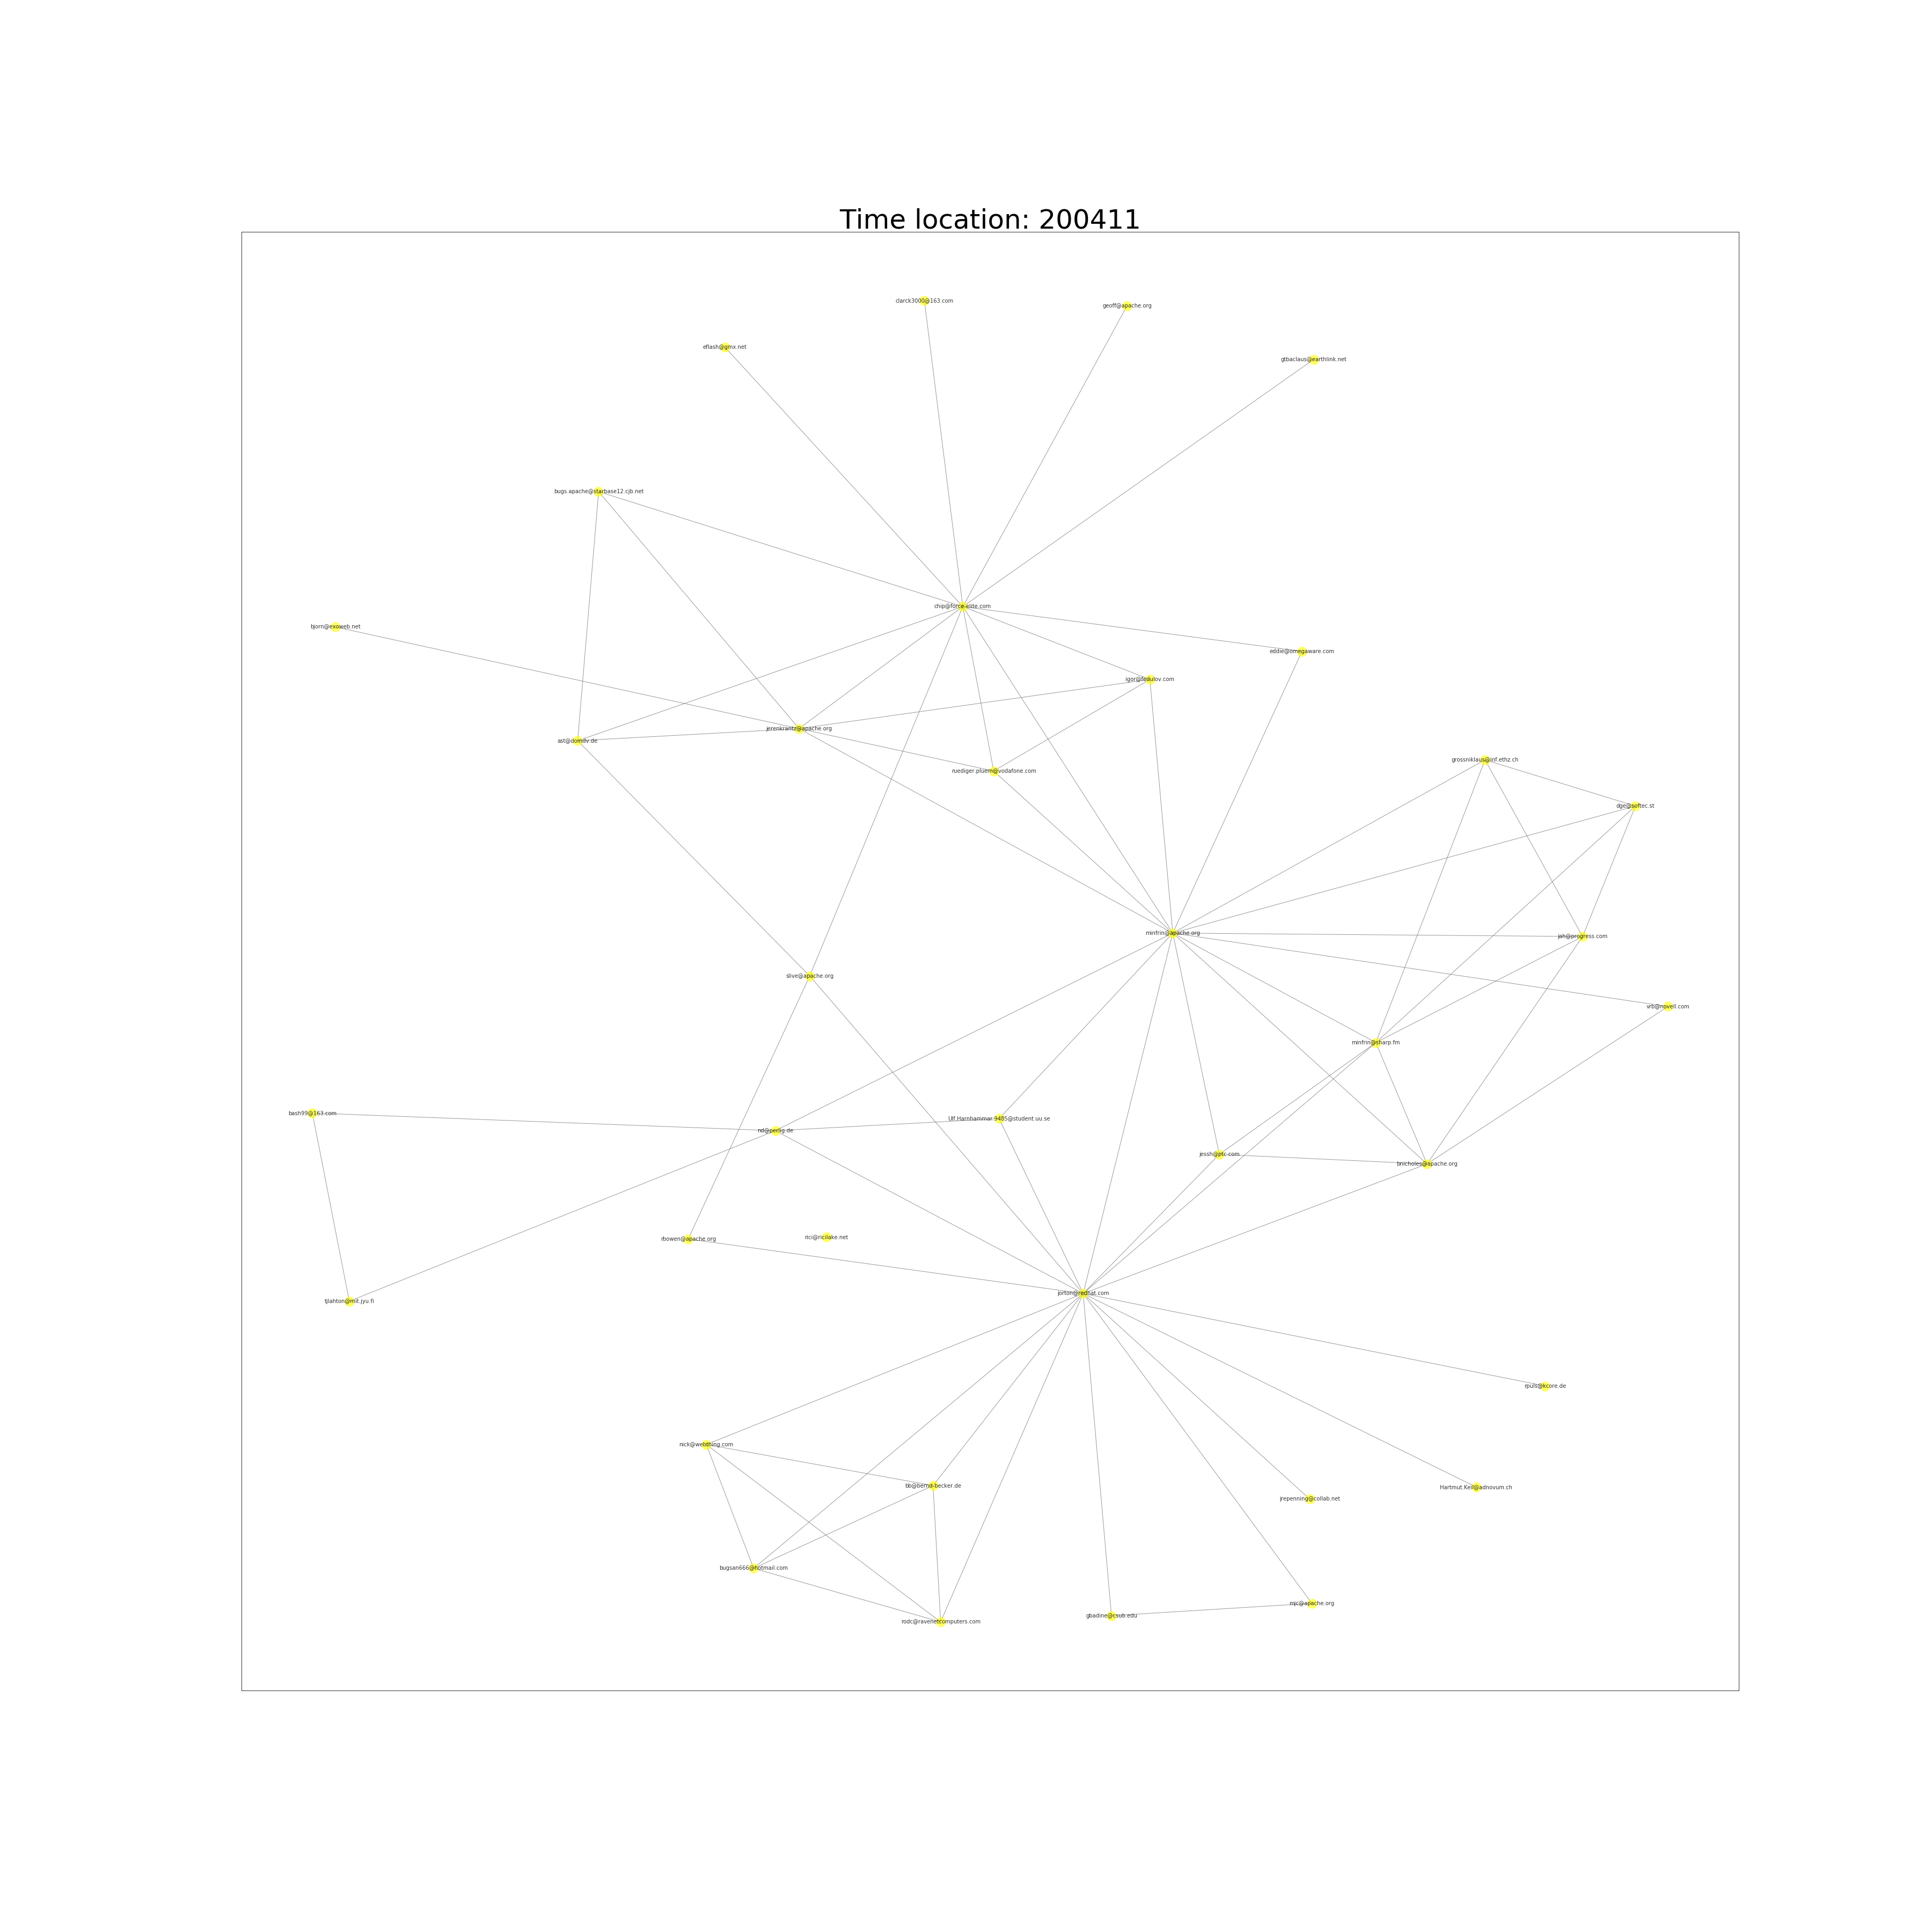 Time location: 200411
clarck3000@163.com
geoff@apache.org
eflash@gmx.net
gtbaclaus@earthlink.net
bugs.apache@starbase12.cjb.net
chip@force-elite.com
bjorn@exoweb.net
eddie@omegaware.com
igor@fedulov.com
jerenkrantz@apache.org
ast@domdv.de
ruediger.pluem@vodafone.com
grossniklaus@inf.ethz.ch
dge@softec.st
minfrin@apache.org
jah@progress.com
slive@apache.org
vrb@novell.com
minfrin@sharp.fm
bash99@163.com
Ulf.Harnhammar.9485@student.uu.se
nd@perlig.de
jessh@ptc.com
bnicholes@apache.org
rbowen@apache.org
rici@ricilake.net
jorton@redhat.com
tjlahton@mit.jyu.fi
rpuls@kcore.de
nick@webthing.com
bb@bernd-becker.de
Hartmut.Keil@adnovum.ch
jrepenning@collab.net
bugsan666@hotmail.com
mjc@apache.org
gbadine@csub.edu
rodc@ravenetcomputers.com